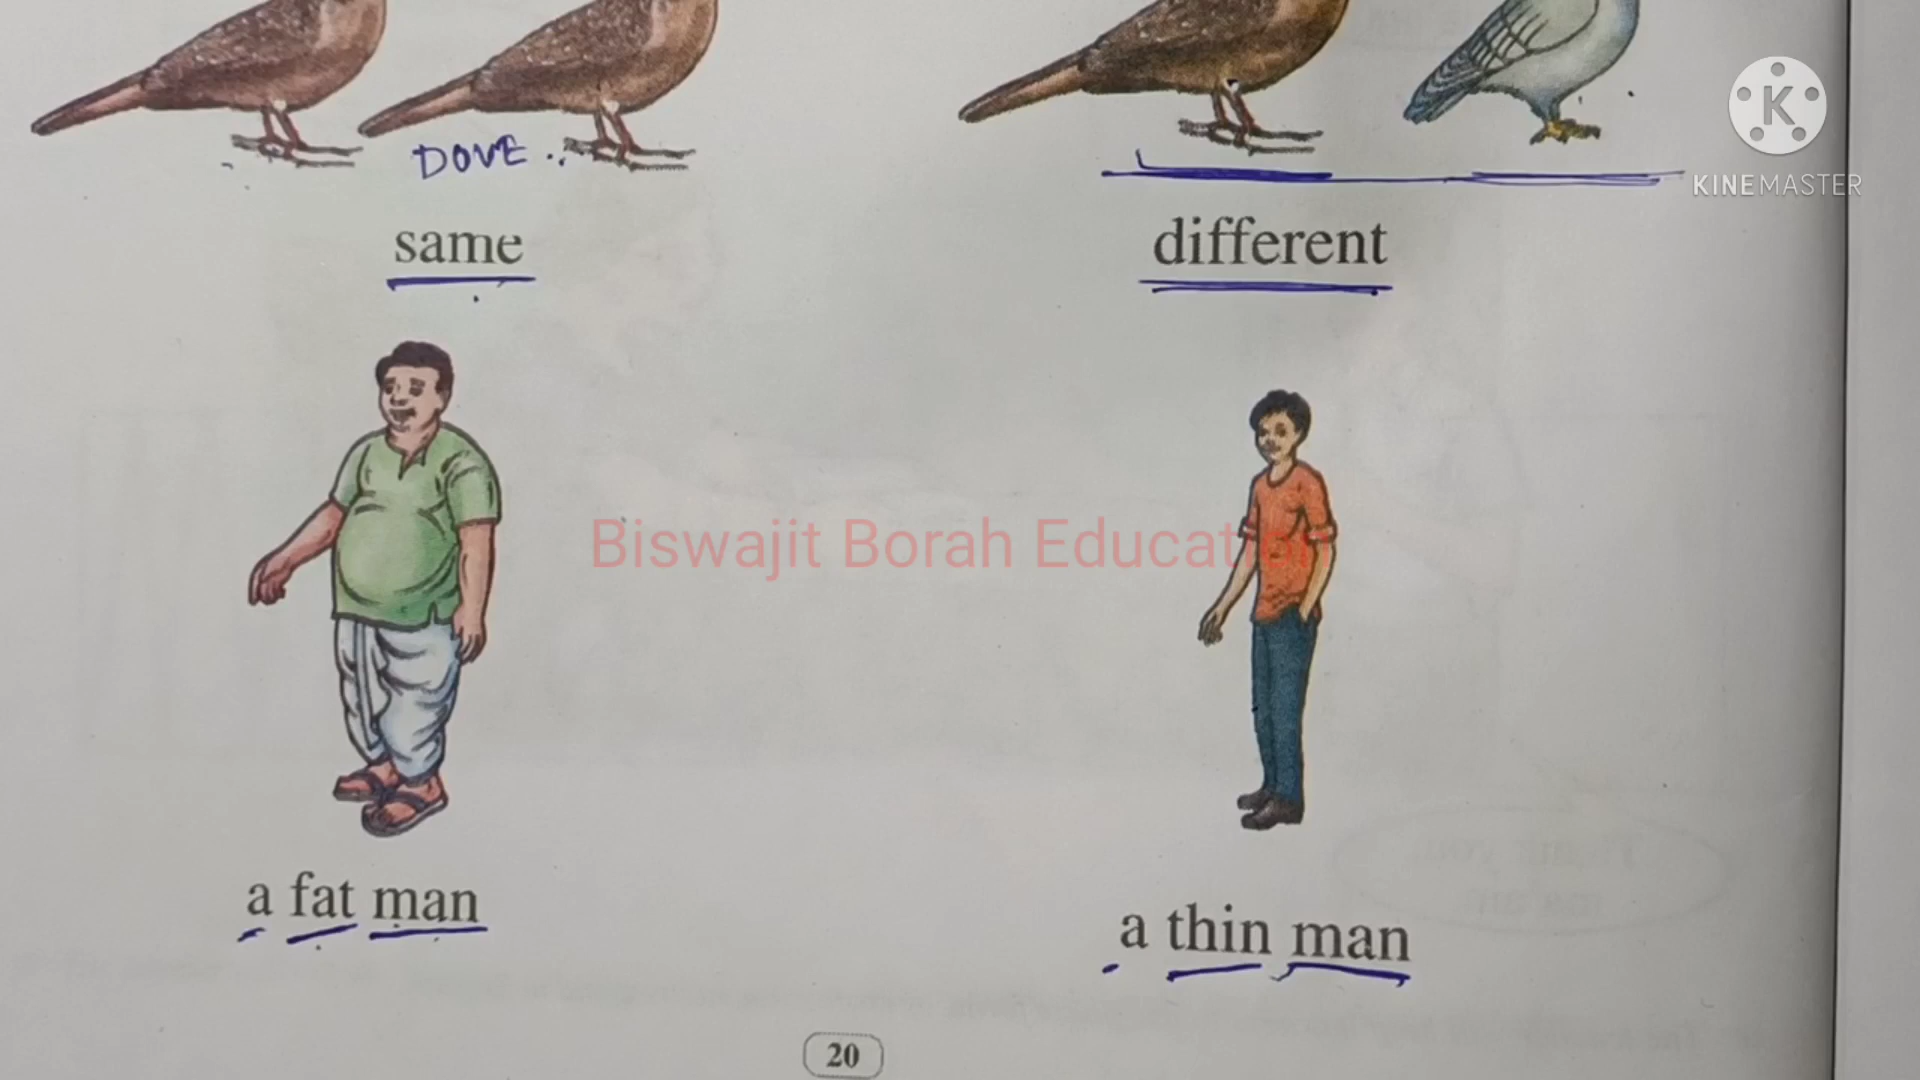 DOVE
KINEMASTER
same
different
Biswajit Borah Education
a fat man
a thin man
20